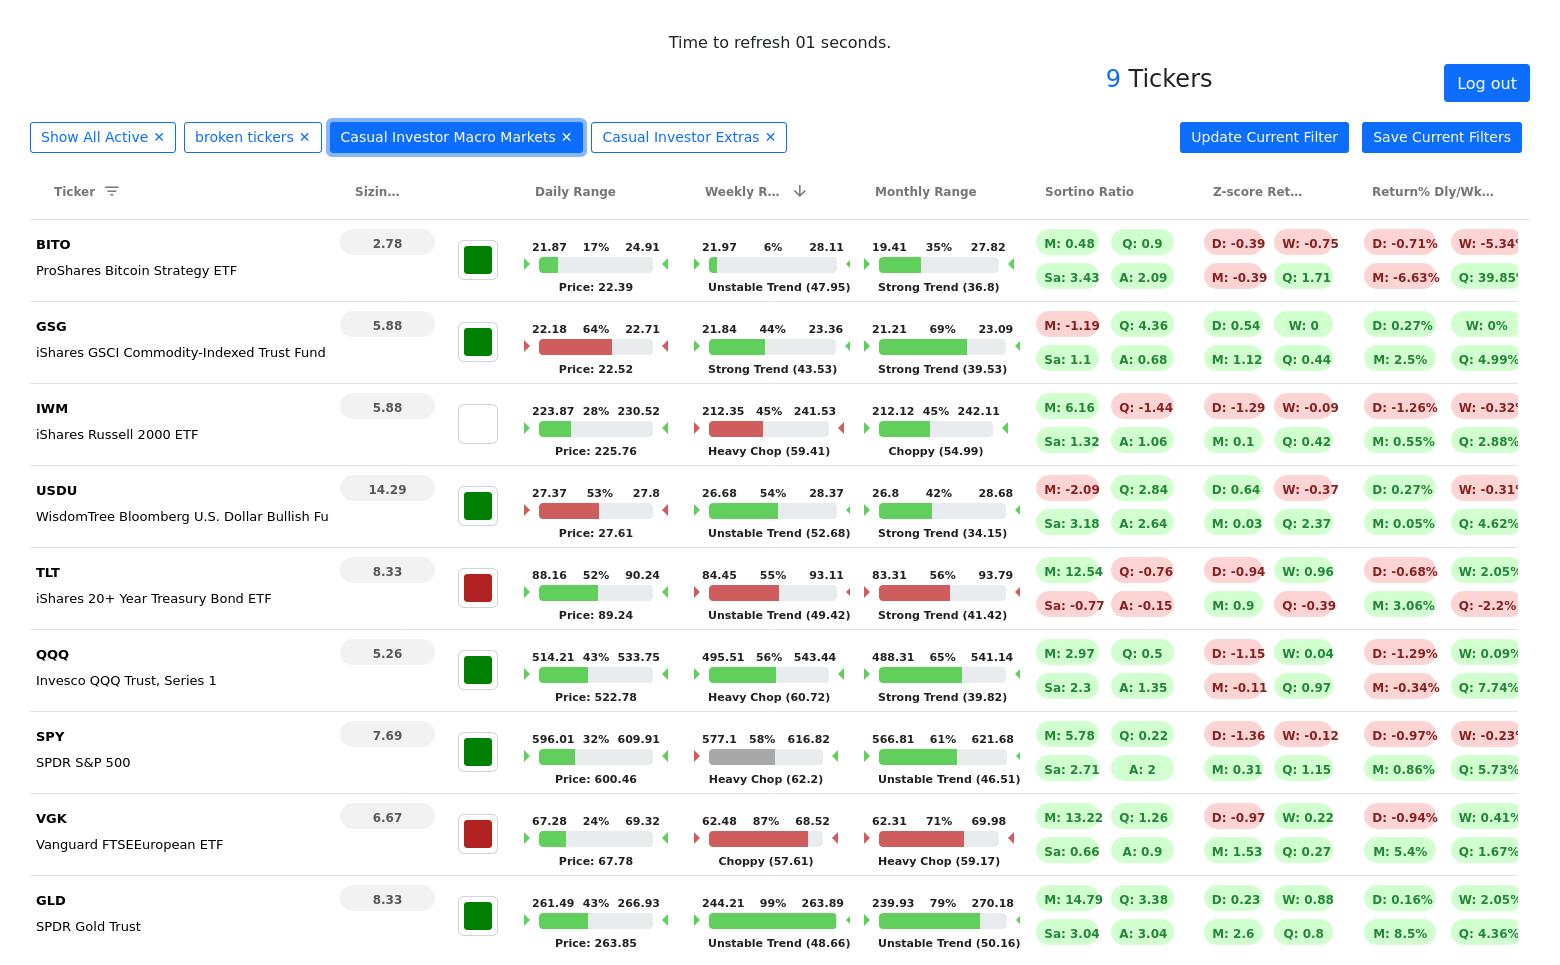 Time to refresh 01 seconds.
9 Tickers
Log out
Show All Active ✕ broken tickers ✕ Casual Investor Macro Markets ✕ Casual Investor Extras ✕ Update Current Filter Save Current Filters
Ticker Sizin... Daily Range Weekly R... Monthly Range Sortino Ratio Z-score Ret... Return% Dly/Wk...
BITO 2.78 21.87 17% 24.91 21.97 6% 28.11 19.41 35% 27.82 M: 0.48 Q: 0.9 D: -0.39 W: -0.75 D: -0.71% W: -5.34%
ProShares Bitcoin Strategy ETF Price: 22.39 Unstable Trend (47.95) Strong Trend (36.8) Sa: 3.43 A: 2.09 M: -0.39 Q: 1.71 M: -6.63% Q: 39.85%
GSG 5.88 22.18 64% 22.71 21.84 44% 23.36 21.21 69% 23.09 M: -1.19 Q: 4.36 D: 0.54 W: 0 D: 0.27% W: 0%
iShares GSCI Commodity-Indexed Trust Fund Price: 22.52 Strong Trend (43.53) Strong Trend (39.53) Sa: 1.1 A: 0.68 M: 1.12 Q: 0.44 M: 2.5% Q: 4.99%
IWM 5.88 223.87 28% 230.52 212.35 45% 241.53 212.12 45% 242.11 M: 6.16 Q: -1.44 D: -1.29 W: -0.09 D: -1.26% W: -0.32%
iShares Russell 2000 ETF Price: 225.76 Heavy Chop (59.41) Choppy (54.99) Sa: 1.32 A: 1.06 M: 0.1 Q: 0.42 M: 0.55% Q: 2.88%
USDU 14.29 27.37 53% 27.8 26.68 54% 28.37 26.8 42% 28.68 M: -2.09 Q: 2.84 D: 0.64 W: -0.37 D: 0.27% W: -0.31%
WisdomTree Bloomberg U.S. Dollar Bullish Fu Price: 27.61 Unstable Trend (52.68) Strong Trend (34.15) Sa: 3.18 A: 2.64 M: 0.03 Q: 2.37 M: 0.05% Q: 4.62%
TLT 8.33 88.16 52% 90.24 84.45 55% 93.11 83.31 56% 93.79 M: 12.54 Q: -0.76 D: -0.94 W: 0.96 D: -0.68% W: 2.05%
iShares 20+ Year Treasury Bond ETF Price: 89.24 Unstable Trend (49.42) Strong Trend (41.42) Sa: -0.77 A: -0.15 M: 0.9 Q: -0.39 M: 3.06% Q: -2.2%
QQQ 5.26 514.21 43% 533.75 495.51 56% 543.44 488.31 65% 541.14 M: 2.97 Q: 0.5 D: -1.15 W: 0.04 D: -1.29% W: 0.09%
Invesco QQQ Trust, Series 1 Price: 522.78 Heavy Chop (60.72) Strong Trend (39.82) Sa: 2.3 A: 1.35 M: -0.11 Q: 0.97 M: -0.34% Q: 7.74%
SPY 7.69 596.01 32% 609.91 577.1 58% 616.82 566.81 61% 621.68 M: 5.78 Q: 0.22 D: -1.36 W: -0.12 D: -0.97% W: -0.23%
SPDR S&P 500 Price: 600.46 Heavy Chop (62.2) Unstable Trend (46.51) Sa: 2.71 A: 2 M: 0.31 Q: 1.15 M: 0.86% Q: 5.73%
VGK 6.67 67.28 24% 69.32 62.48 87% 68.52 62.31 71% 69.98 M: 13.22 Q: 1.26 D: -0.97 W: 0.22 D: -0.94% W: 0.41%
Vanguard FTSEEuropean ETF Price: 67.78 Choppy (57.61) Heavy Chop (59.17) Sa: 0.66 A: 0.9 M: 1.53 Q: 0.27 M: 5.4% Q: 1.67%
GLD 8.33 261.49 43% 266.93 244.21 99% 263.89 239.93 79% 270.18 M: 14.79 Q: 3.38 D: 0.23 W: 0.88 D: 0.16% W: 2.05%
SPDR Gold Trust Price: 263.85 Unstable Trend (48.66) Unstable Trend (50.16) Sa: 3.04 A: 3.04 M: 2.6 Q: 0.8 M: 8.5% Q: 4.36%